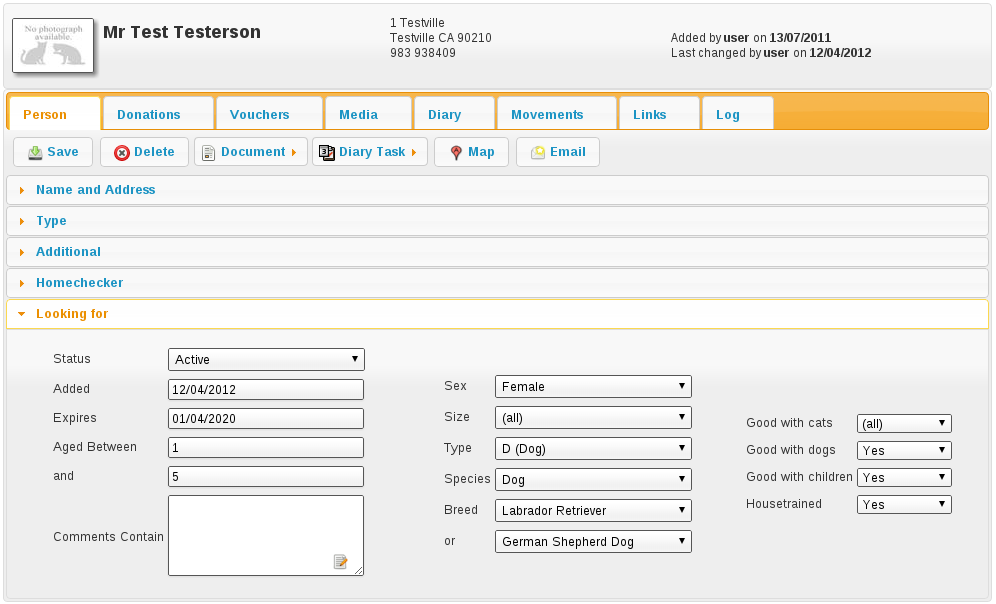 No photograph
available.
Mr Test Testerson
1 Testville
Testville CA 90210
983 938409
Added by user on 13/07/2011
Last changed by user on 12/04/2012
Person Donations Vouchers Media Diary Movements Links Log
Save Delete Document Diary Task Map Email
Name and Address
Type
Additional
Homechecker
Looking for
Status Active
Added 12/04/2012
Expires 01/04/2020
Aged Between 1
and 5
Comments Contain
Sex Female
Size (all)
Type D (Dog)
Species Dog
Breed Labrador Retriever
or German Shepherd Dog
Good with cats (all)
Good with dogs Yes
Good with children Yes
Housetrained Yes